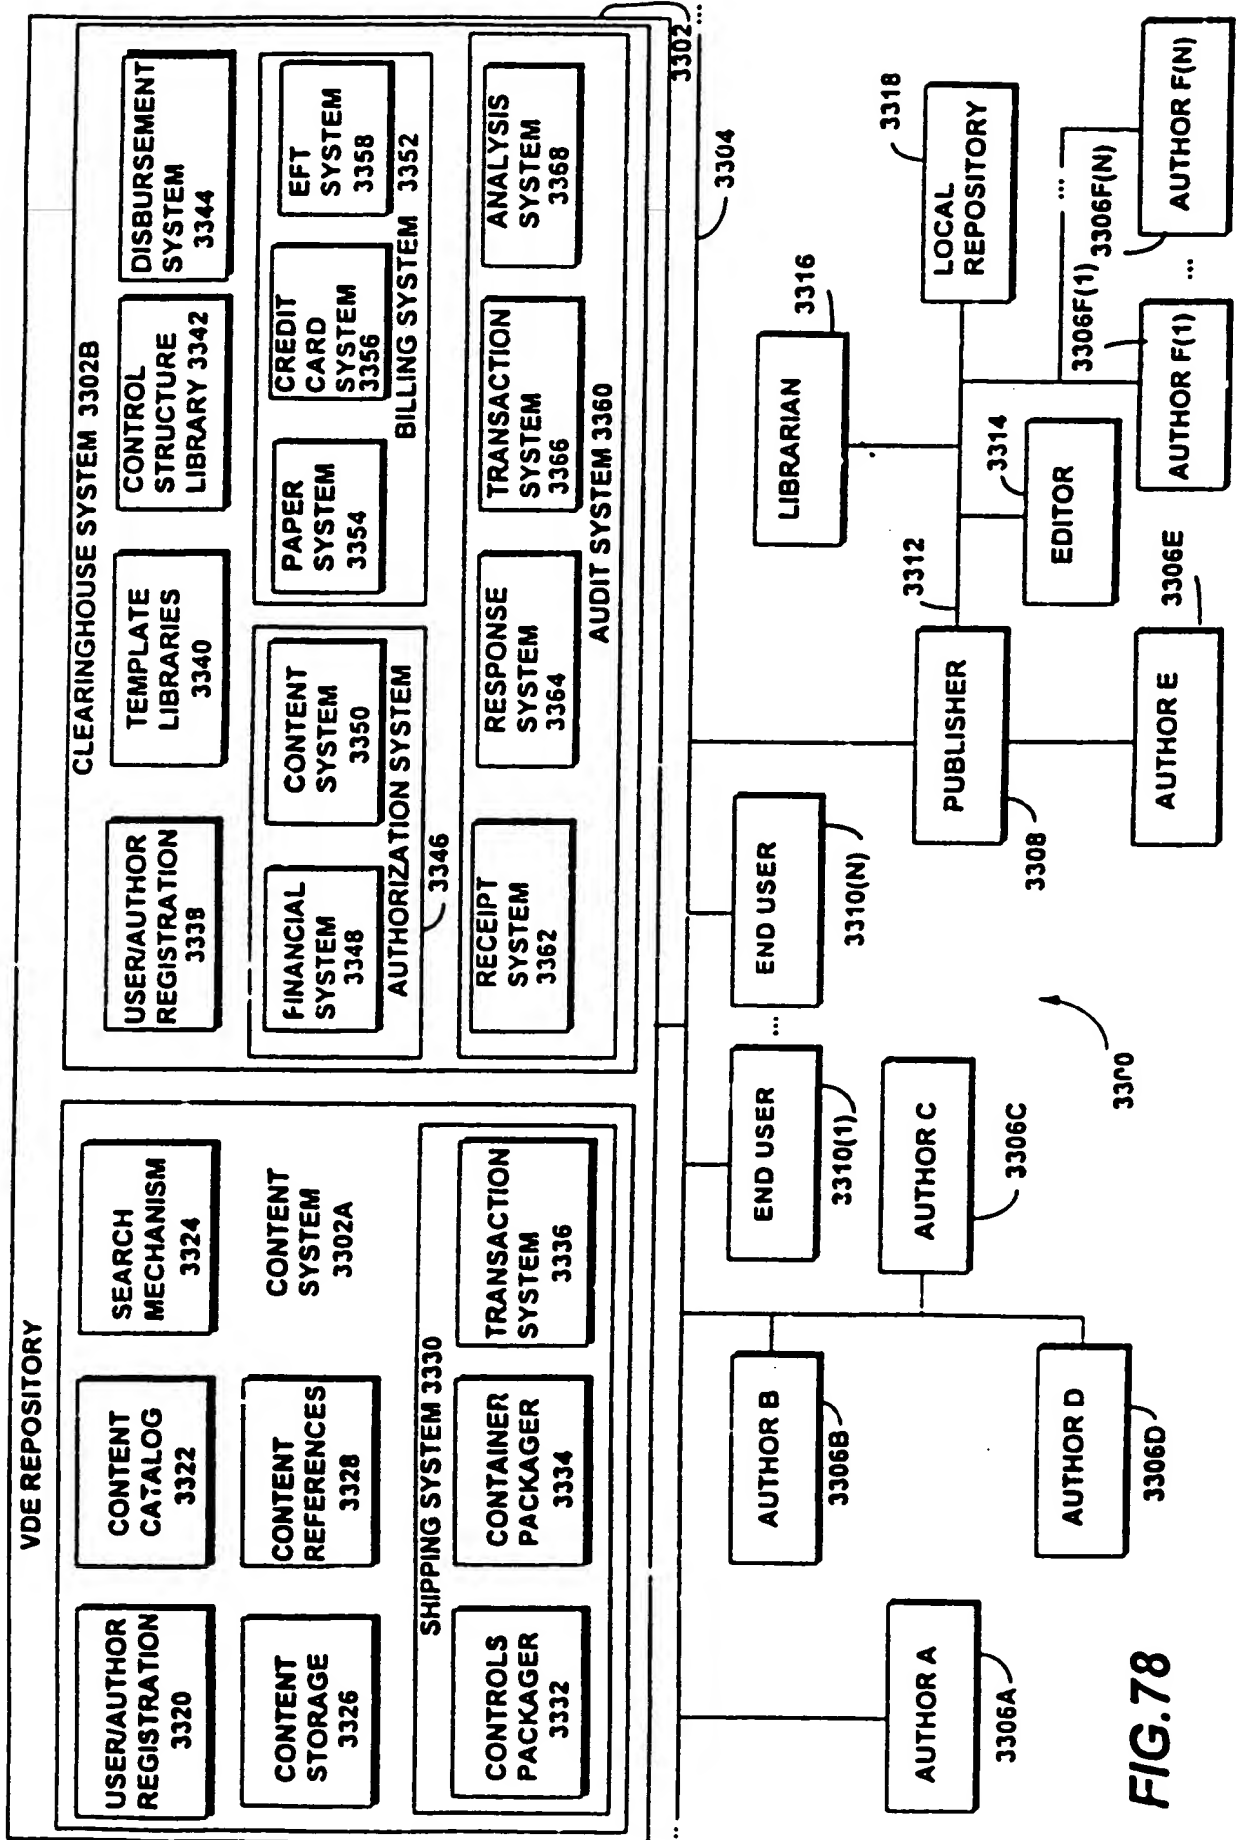 VDE REPOSITORY
USER/AUTHOR
REGISTRATION
3320
CONTENT
CATALOG
3322
SEARCH
MECHANISM
3324
CONTENT
STORAGE
3326
CONTENT
REFERENCES
3328
CONTENT
SYSTEM
3302A
SHIPPING SYSTEM 3330
CONTROLS
PACKAGER
3332
CONTAINER
PACKAGER
3334
TRANSACTION
SYSTEM
3336
CLEARINGHOUSE SYSTEM 3302B
USER/AUTHOR
REGISTRATION
3338
TEMPLATE
LIBRARIES
3340
CONTROL
STRUCTURE
LIBRARY 3342
DISBURSEMENT
SYSTEM
3344
FINANCIAL
SYSTEM
3348
CONTENT
SYSTEM
3350
AUTHORIZATION SYSTEM
3346
PAPER
SYSTEM
3354
CREDIT
CARD
SYSTEM
3356
EFT
SYSTEM
3358
BILLING SYSTEM 3352
RECEIPT
SYSTEM
3362
RESPONSE
SYSTEM
3364
TRANSACTION
SYSTEM
3366
ANALYSIS
SYSTEM
3368
AUDIT SYSTEM 3360
3302
...
...
3304
AUTHOR A
3306A
AUTHOR B
3306B
AUTHOR C
3306C
AUTHOR D
3306D
END USER
3310(1)
...
END USER
3310(N)
PUBLISHER
3308
3312
AUTHOR E
3306E
LIBRARIAN
3316
EDITOR
3314
LOCAL
REPOSITORY
3318
...
3306F(1)
AUTHOR F(1)
...
3306F(N)
AUTHOR F(N)
3300
FIG.78